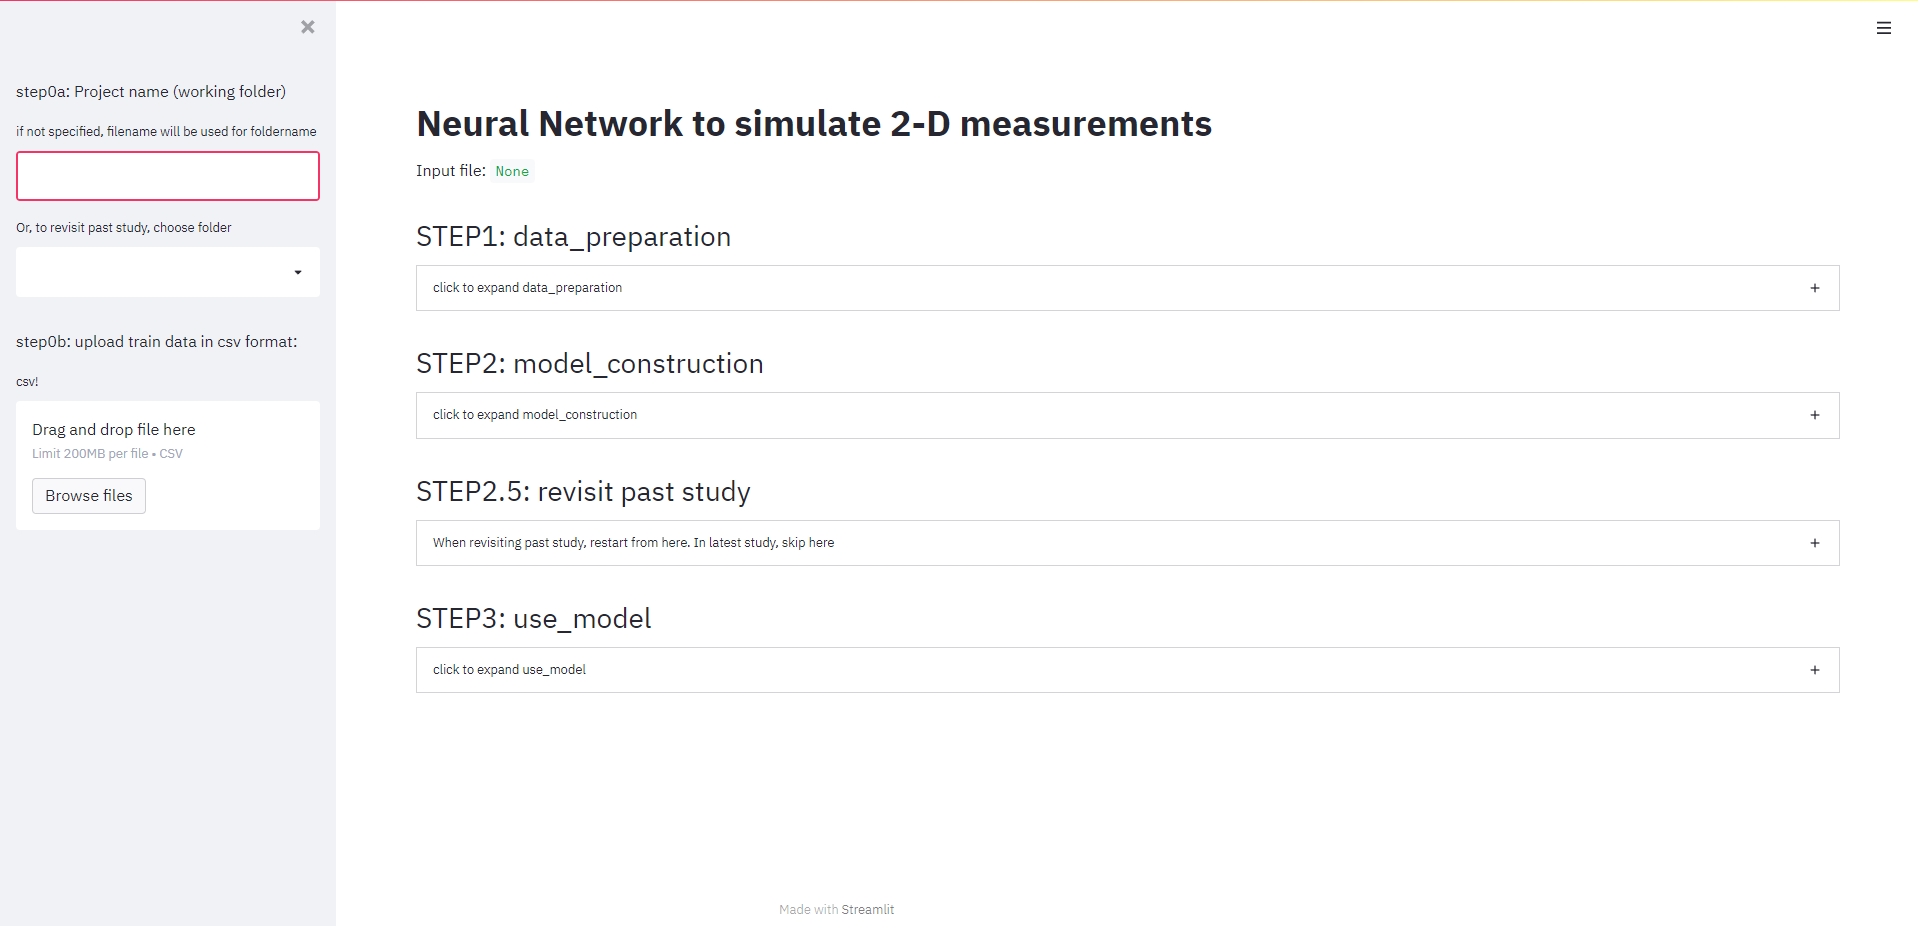 step0a: Project name (working folder)
if not specified, filename will be used for foldername
Or, to revisit past study, choose folder
step0b: upload train data in csv format:
csv!
Drag and drop file here
Limit 200MB per file • CSV
Browse files
Neural Network to simulate 2-D measurements
Input file: None
STEP1: data_preparation
click to expand data_preparation
STEP2: model_construction
click to expand model_construction
STEP2.5: revisit past study
When revisiting past study, restart from here. In latest study, skip here
STEP3: use_model
click to expand use_model
Made with Streamlit